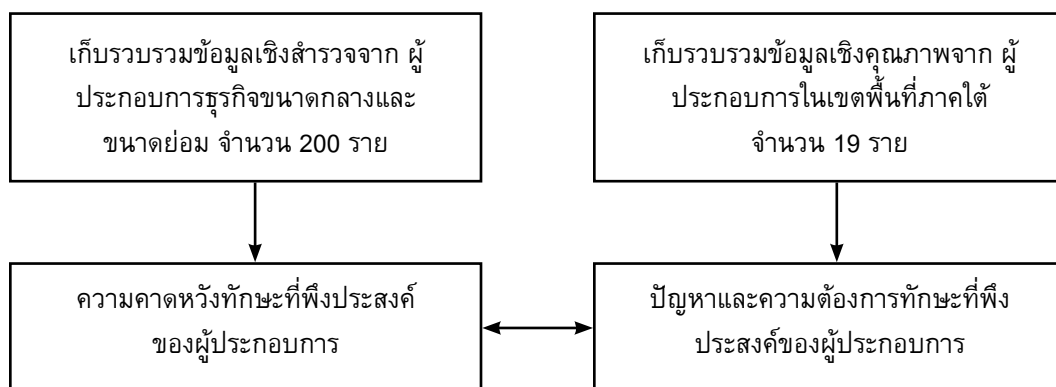 เก็บรวบรวมข้อมูลเชิงสำรวจจาก ผู้
ประกอบการธุรกิจขนาดกลางและ
ขนาดย่อม จำนวน 200 ราย
เก็บรวบรวมข้อมูลเชิงคุณภาพจาก ผู้
ประกอบการในเขตพื้นที่ภาคใต้
จำนวน 19 ราย
ความคาดหวังทักษะที่พึงประสงค์
ของผู้ประกอบการ
ปัญหาและความต้องการทักษะที่พึง
ประสงค์ของผู้ประกอบการ